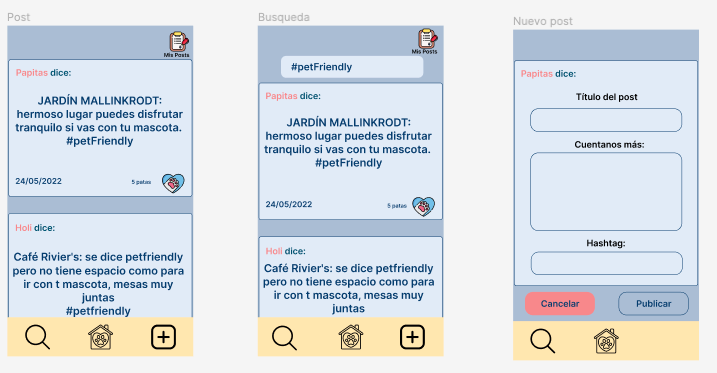 Post
Mis Posts
Papitas dice:
JARDÍN MALLINKRODT:
hermoso lugar puedes disfrutar
tranquilo si vas con tu mascota.
#petFriendly
24/05/2022
5 patas
Holi dice:
Café Rivier's: se dice petfriendly
pero no tiene espacio como para
ir con t mascota, mesas muy
juntas
#petfriendly
Busqueda
Mis Posts
#petFriendly
Papitas dice:
JARDÍN MALLINKRODT:
hermoso lugar puedes disfrutar
tranquilo si vas con tu mascota.
#petFriendly
24/05/2022
5 patas
Holi dice:
Café Rivier's: se dice petfriendly
pero no tiene espacio como para
ir con t mascota, mesas muy
juntas
Nuevo post
Papitas dice:
Título del post
Cuentanos más:
Hashtag:
Cancelar
Publicar